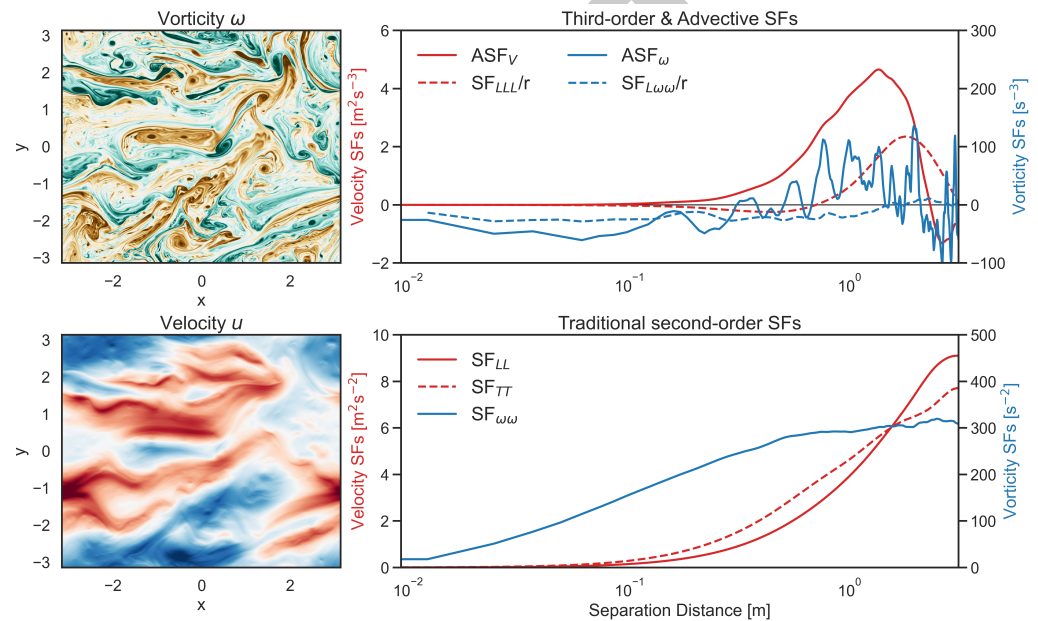 Vorticity ω
3
2
1
0
−1
−2
−3
y
−2
0
2
x
Third-order & Advective SFs
ASF_V
SF_LLL/r
ASF_ω
SF_Lωω/r
6
4
2
0
−2
Velocity SFs [m²s⁻³]
300
200
100
0
−100
Vorticity SFs [s⁻³]
10⁻²
10⁻¹
10⁰
Velocity u
3
2
1
0
−1
−2
−3
y
−2
0
2
x
Traditional second-order SFs
SF_LL
SF_TT
SF_ωω
10
8
6
4
2
0
Velocity SFs [m²s⁻²]
500
400
300
200
100
0
Vorticity SFs [s⁻²]
10⁻²
10⁻¹
10⁰
Separation Distance [m]